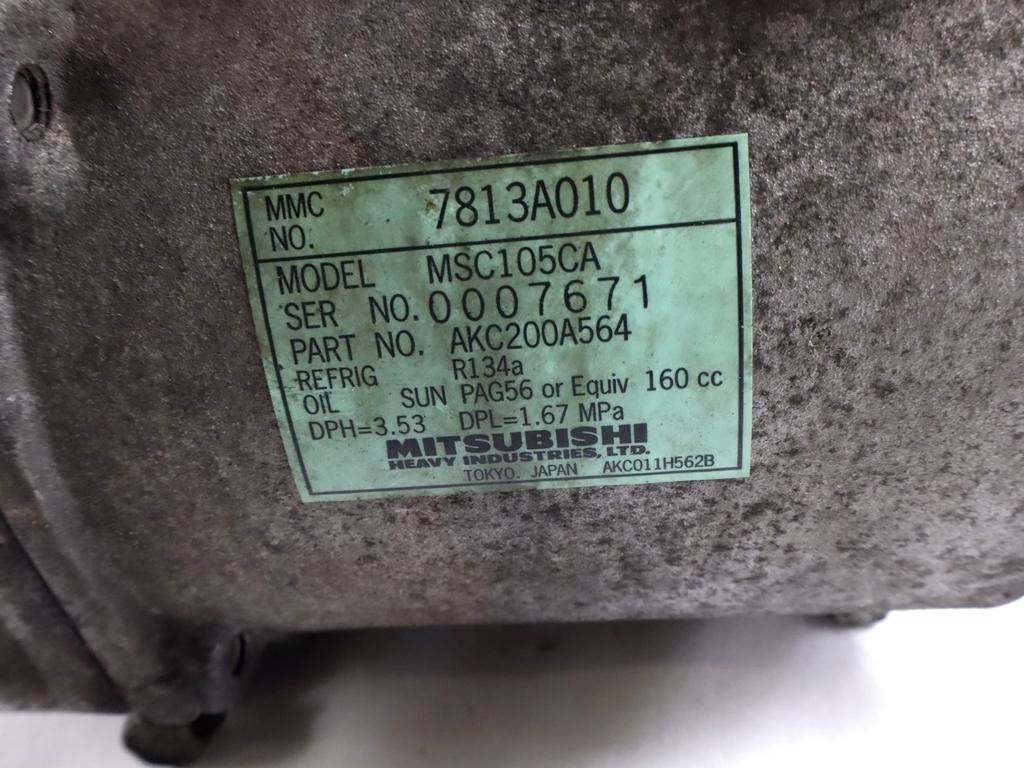 MMC NO. 7813A010
MODEL MSC105CA
SER NO. 0007671
PART NO. AKC200A564
REFRIG R134a
OIL SUN PAG56 or Equiv 160 cc
DPH=3.53 DPL=1.67 MPa
MITSUBISHI
HEAVY INDUSTRIES, LTD.
TOKYO. JAPAN AKC011H562B